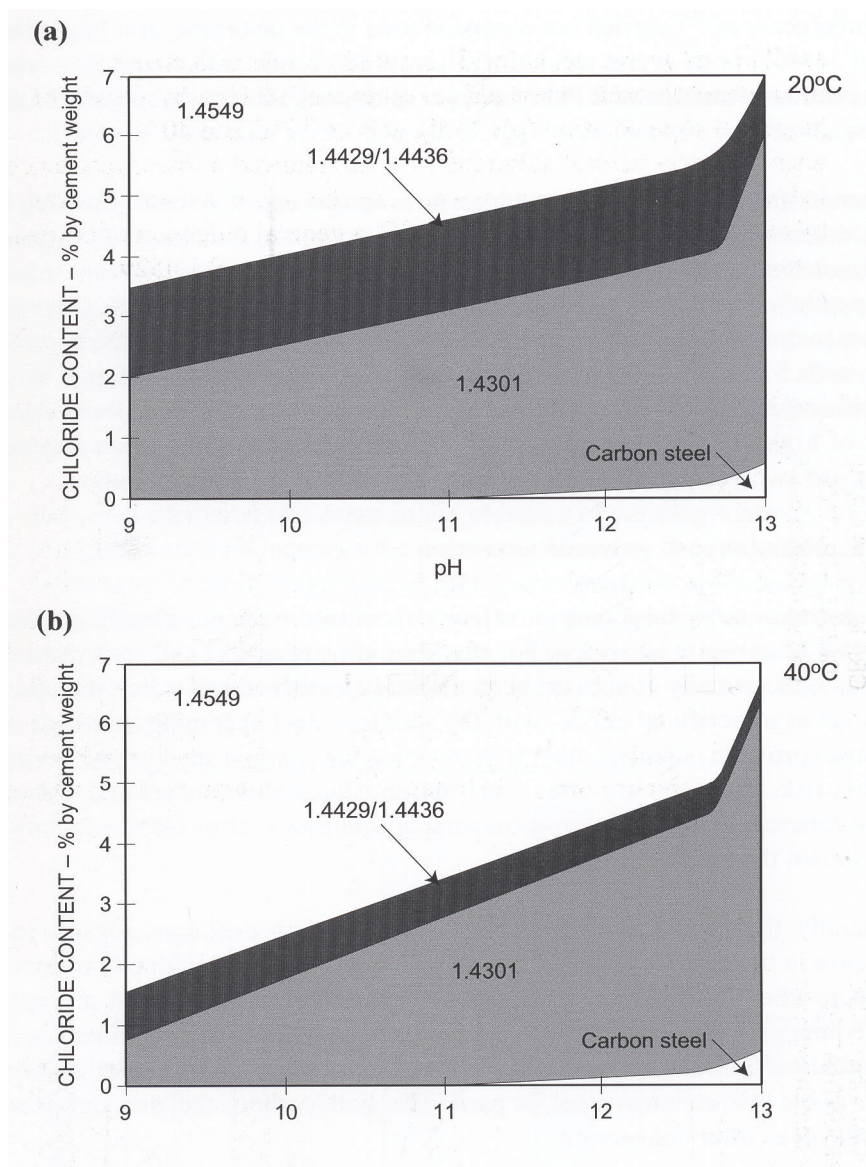 (a)
7
20ºC
1.4549
6
1.4429/1.4436
5
4
3
2
1.4301
1
Carbon steel
0
9 10 11 12 13
pH
CHLORIDE CONTENT – % by cement weight
(b)
7
40ºC
1.4549
6
5
1.4429/1.4436
4
3
2
1.4301
1
Carbon steel
0
9 10 11 12 13
CHLORIDE CONTENT – % by cement weight